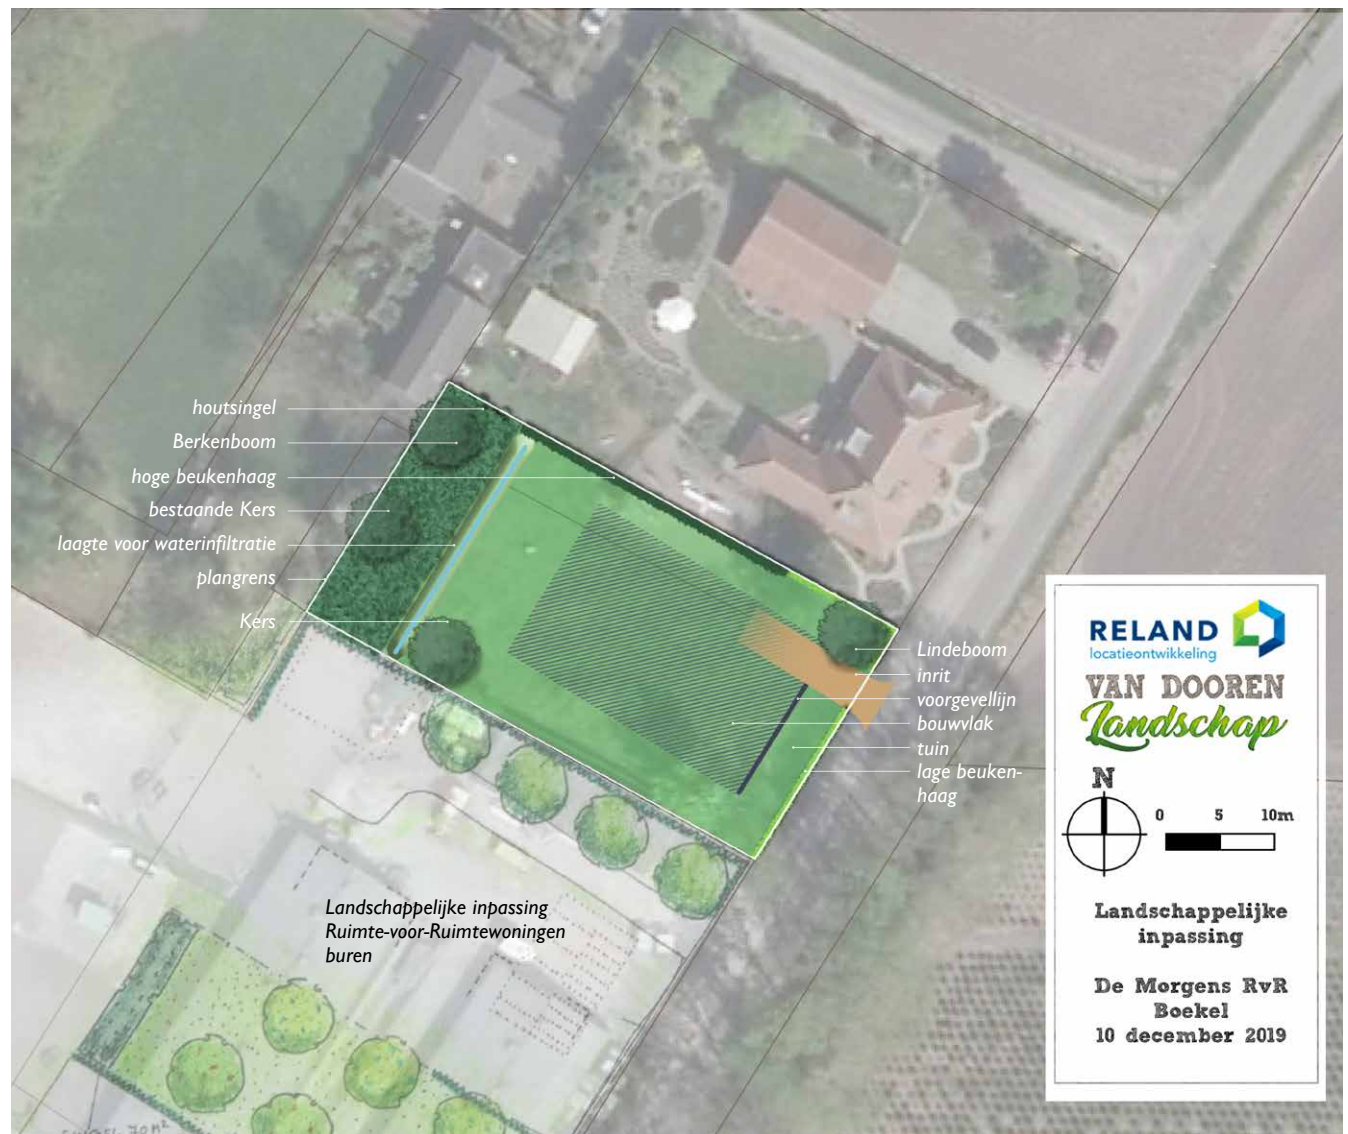 houtsingel
Berkenboom
hoge beukenhaag
bestaande Kers
laagte voor waterinfiltratie
plangrens
Kers
Lindeboom
inrit
voorgevellijn
bouwvlak
tuin
lage beuken-
haag
Landschappelijke inpassing
Ruimte-voor-Ruimtewoningen
buren
RELAND
locatieontwikkeling
VAN DOOREN
Landschap
N
0 5 10m
Landschappelijke
inpassing
De Morgens RvR
Boekel
10 december 2019